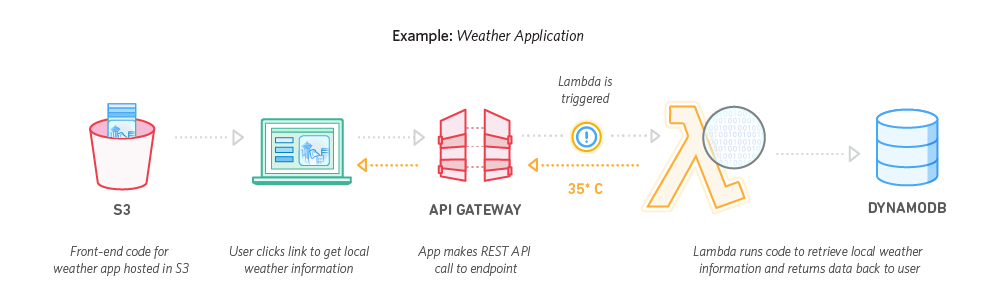 Example: Weather Application
Lambda is
triggered
35° C
S3
API GATEWAY
DYNAMODB
Front-end code for
weather app hosted in S3
User clicks link to get local
weather information
App makes REST API
call to endpoint
Lambda runs code to retrieve local weather
information and returns data back to user